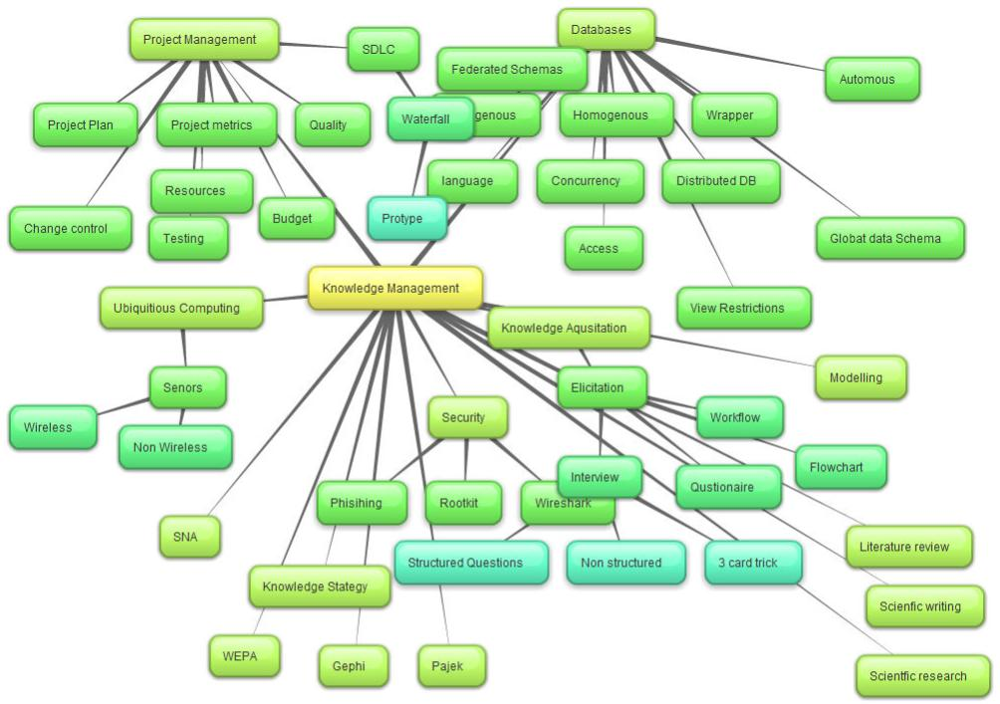 Project Management
Databases
SDLC
Federated Schemas
Automous
Project Plan
Project metrics
Quality
Waterfall
genous
Homogenous
Wrapper
Resources
language
Concurrency
Distributed DB
Change control
Testing
Budget
Protype
Access
Globat data Schema
Knowledge Management
Ubiquitious Computing
Knowledge Aqusitation
View Restrictions
Senors
Elicitation
Modelling
Wireless
Non Wireless
Security
Workflow
Flowchart
Interview
Qustionaire
Phisihing
Rootkit
Wireshark
SNA
Literature review
Structured Questions
Non structured
3 card trick
Knowledge Stategy
Scienfic writing
WEPA
Gephi
Pajek
Scientfic research